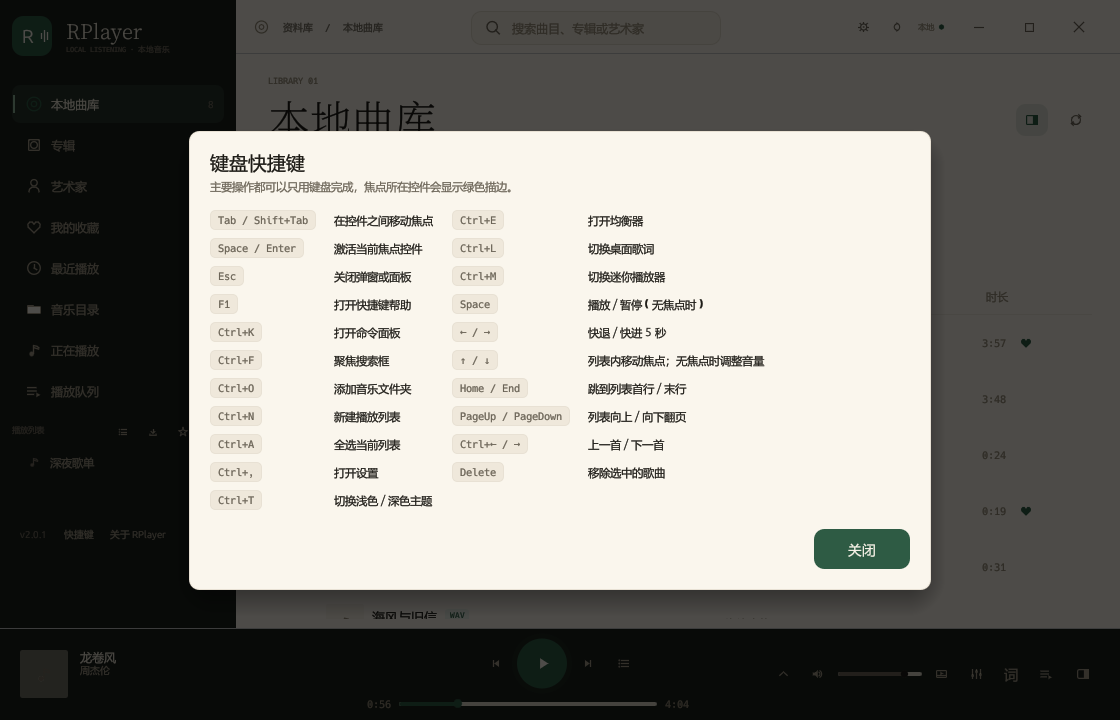 RPlayer
LOCAL LISTENING · 本地音乐
本地曲库 8
专辑
艺术家
我的收藏
最近播放
音乐目录
正在播放
播放队列
播放列表
深夜歌单
v2.0.1 快捷键 关于 RPlayer
资料库 / 本地曲库
搜索曲目、专辑或艺术家
本地
LIBRARY 01
本地曲库
键盘快捷键
主要操作都可以只用键盘完成，焦点所在控件会显示绿色描边。
Tab / Shift+Tab 在控件之间移动焦点 Ctrl+E 打开均衡器
Space / Enter 激活当前焦点控件 Ctrl+L 切换桌面歌词
Esc 关闭弹窗或面板 Ctrl+M 切换迷你播放器
F1 打开快捷键帮助 Space 播放 / 暂停（无焦点时）
Ctrl+K 打开命令面板 ← / → 快退 / 快进 5 秒
Ctrl+F 聚焦搜索框 ↑ / ↓ 列表内移动焦点；无焦点时调整音量
Ctrl+O 添加音乐文件夹 Home / End 跳到列表首行 / 末行
Ctrl+N 新建播放列表 PageUp / PageDown 列表向上 / 向下翻页
Ctrl+A 全选当前列表 Ctrl+← / → 上一首 / 下一首
Ctrl+, 打开设置 Delete 移除选中的歌曲
Ctrl+T 切换浅色 / 深色主题
关闭
时长
3:57
3:48
0:24
0:19
0:31
海风与旧信 WAV
龙卷风
周杰伦
0:56 4:04
词